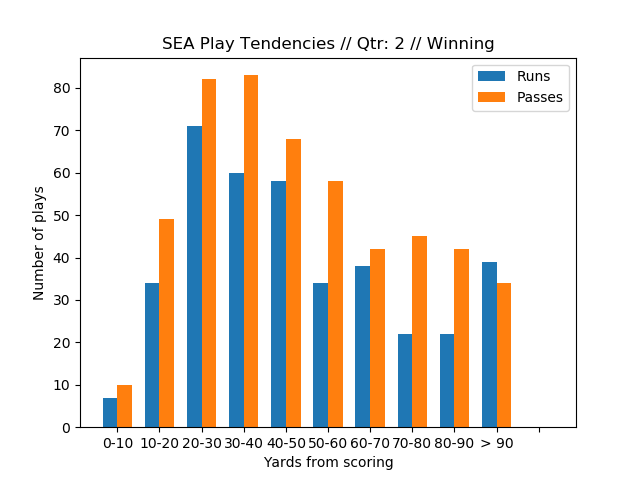 SEA Play Tendencies // Qtr: 2 // Winning
Runs
Passes
Number of plays
80
70
60
50
40
30
20
10
0
0-10 10-20 20-30 30-40 40-50 50-60 60-70 70-80 80-90 > 90
Yards from scoring